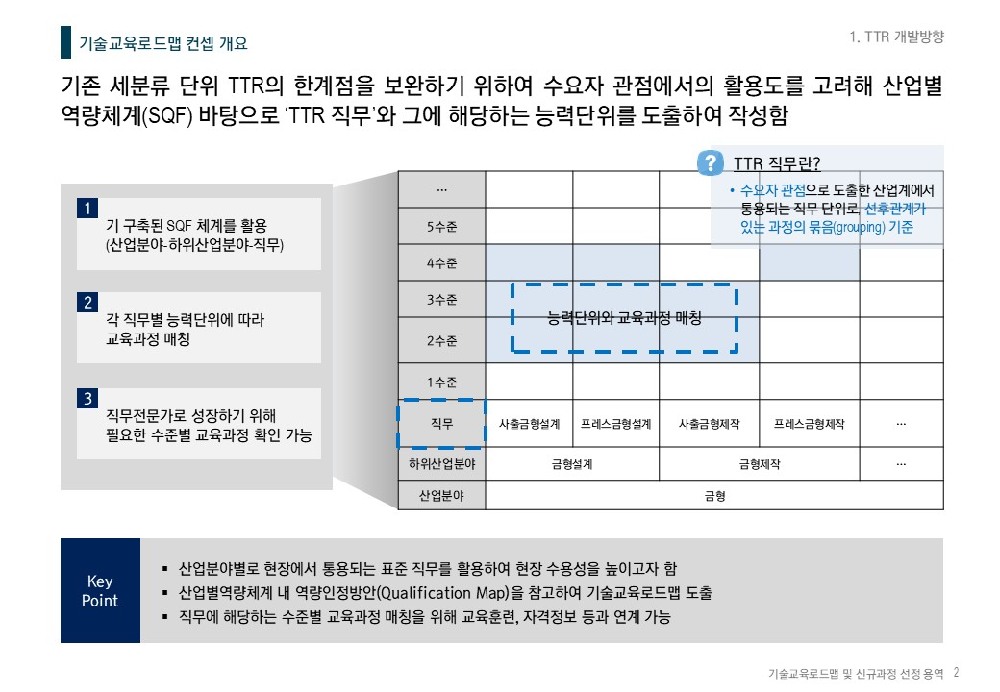 기술교육로드맵 컨셉 개요
1. TTR 개발방향
기존 세분류 단위 TTR의 한계점을 보완하기 위하여 수요자 관점에서의 활용도를 고려해 산업별
역량체계(SQF) 바탕으로 ‘TTR 직무’와 그에 해당하는 능력단위를 도출하여 작성함
1
기 구축된 SQF 체계를 활용
(산업분야-하위산업분야-직무)
2
각 직무별 능력단위에 따라
교육과정 매칭
3
직무전문가로 성장하기 위해
필요한 수준별 교육과정 확인 가능
? TTR 직무란?
• 수요자 관점으로 도출한 산업계에서
통용되는 직무 단위로, 선후관계가
있는 과정의 묶음(grouping) 기준
...
5수준
4수준
3수준
능력단위와 교육과정 매칭
2수준
1수준
직무 사출금형설계 프레스금형설계 사출금형제작 프레스금형제작 ...
하위산업분야 금형설계 금형제작 ...
산업분야 금형
Key
Point
▪ 산업분야별로 현장에서 통용되는 표준 직무를 활용하여 현장 수용성을 높이고자 함
▪ 산업별역량체계 내 역량인정방안(Qualification Map)을 참고하여 기술교육로드맵 도출
▪ 직무에 해당하는 수준별 교육과정 매칭을 위해 교육훈련, 자격정보 등과 연계 가능
기술교육로드맵 및 신규과정 선정 용역 2